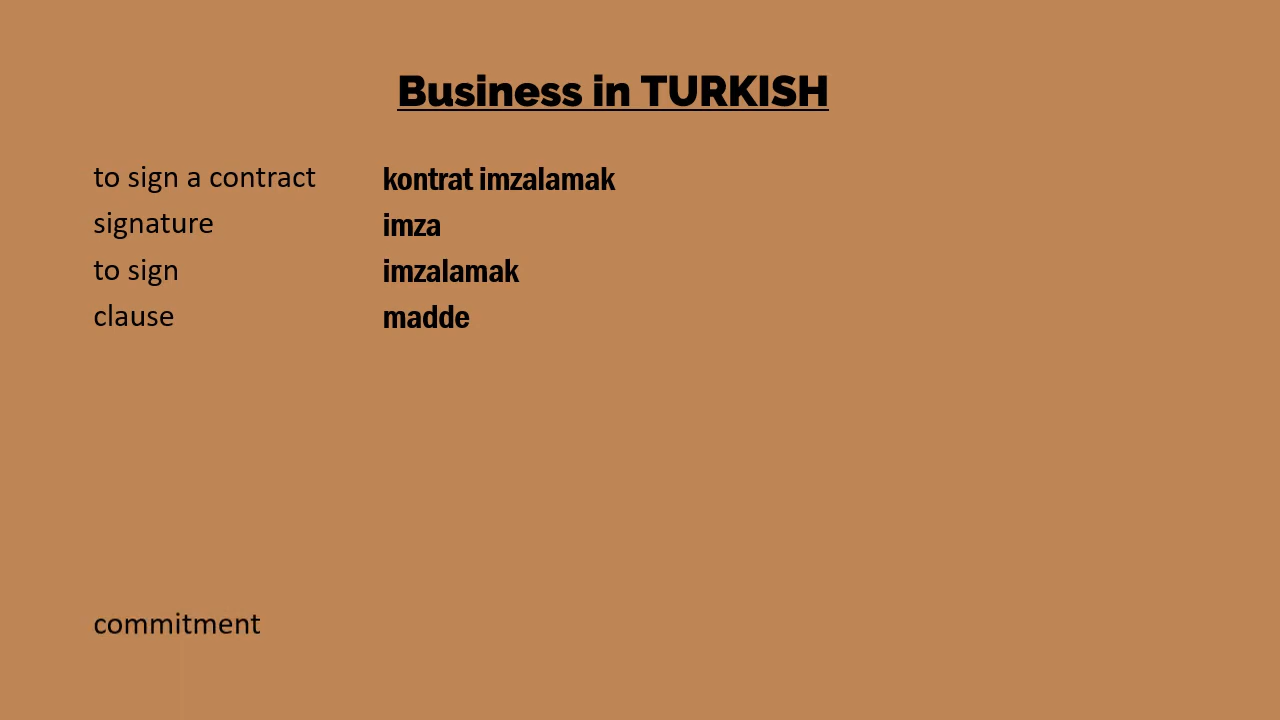 Business in TURKISH
to sign a contract kontrat imzalamak
signature imza
to sign imzalamak
clause madde
commitment